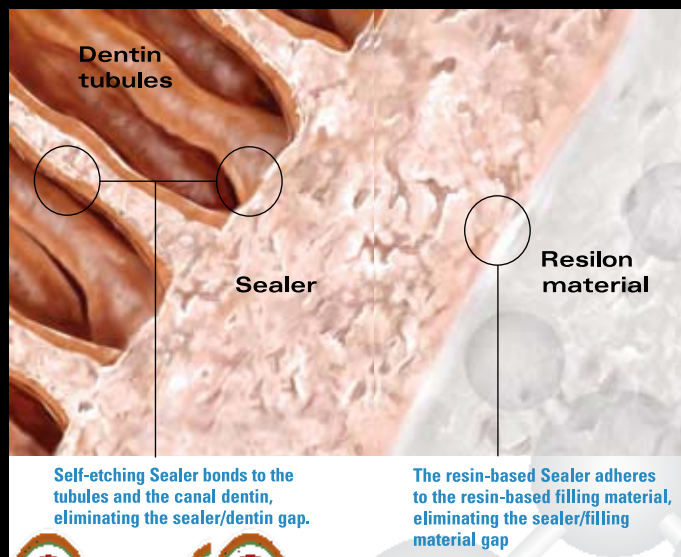 Dentin
tubules
Sealer
Resilon
material
Self-etching Sealer bonds to the
tubules and the canal dentin,
eliminating the sealer/dentin gap.
The resin-based Sealer adheres
to the resin-based filling material,
eliminating the sealer/filling
material gap